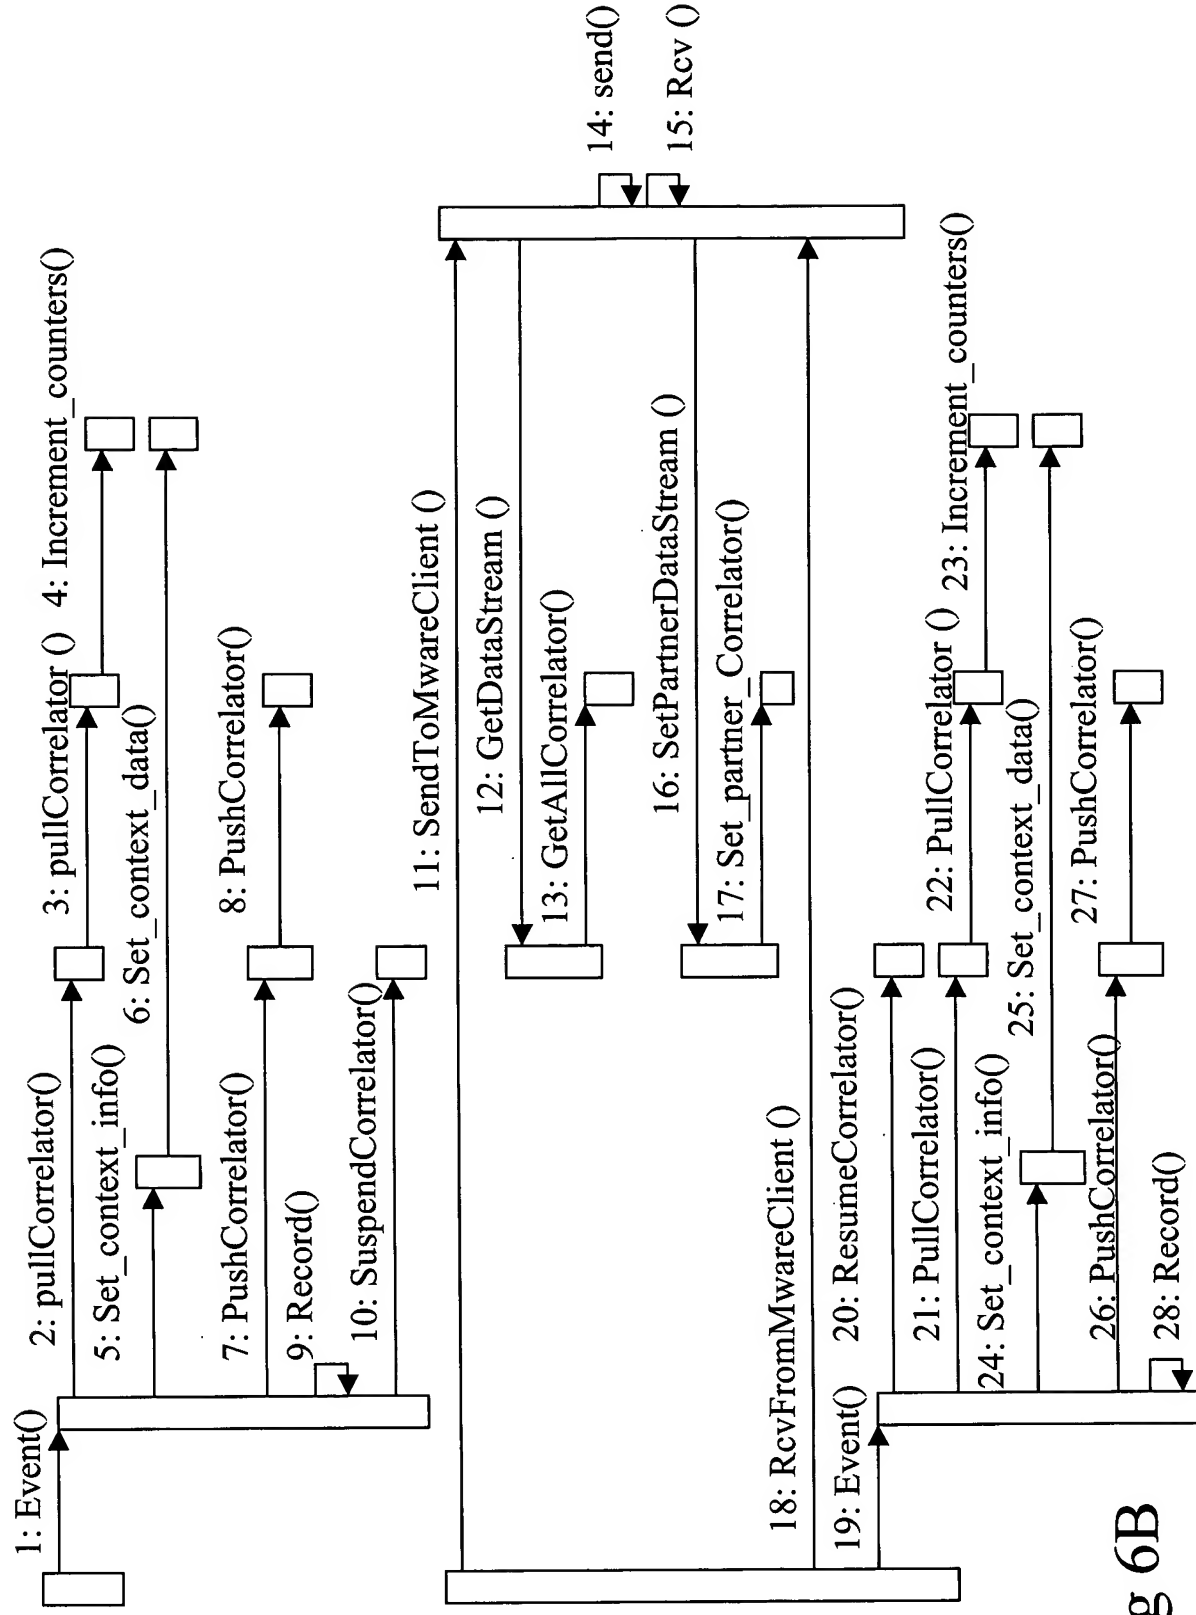 1: Event()
2: pullCorrelator()
3: pullCorrelator ()
4: Increment_counters()
5: Set_context_info()
6: Set_context_data()
7: PushCorrelator()
8: PushCorrelator()
9: Record()
10: SuspendCorrelator()
11: SendToMwareClient ()
12: GetDataStream ()
13: GetAllCorrelator()
14: send()
15: Rcv ()
16: SetPartnerDataStream ()
17: Set_partner_Correlator()
18: RcvFromMwareClient ()
19: Event()
20: ResumeCorrelator()
21: PullCorrelator()
22: PullCorrelator ()
23: Increment_counters()
24: Set_context_info()
25: Set_context_data()
26: PushCorrelator()
27: PushCorrelator()
28: Record()
g 6B